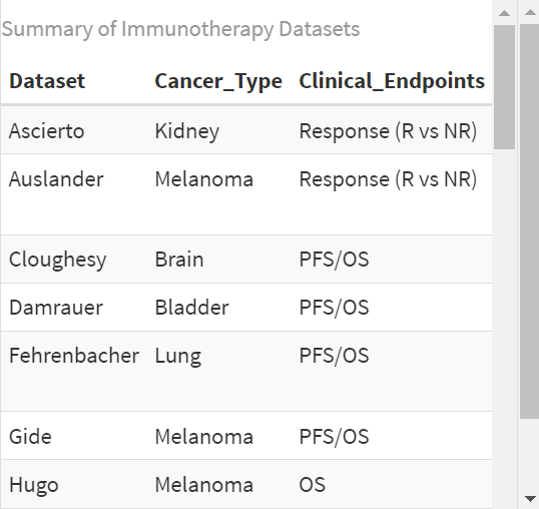 Summary of Immunotherapy Datasets
Dataset Cancer_Type Clinical_Endpoints
Ascierto Kidney Response (R vs NR)
Auslander Melanoma Response (R vs NR)
Cloughesy Brain PFS/OS
Damrauer Bladder PFS/OS
Fehrenbacher Lung PFS/OS
Gide Melanoma PFS/OS
Hugo Melanoma OS